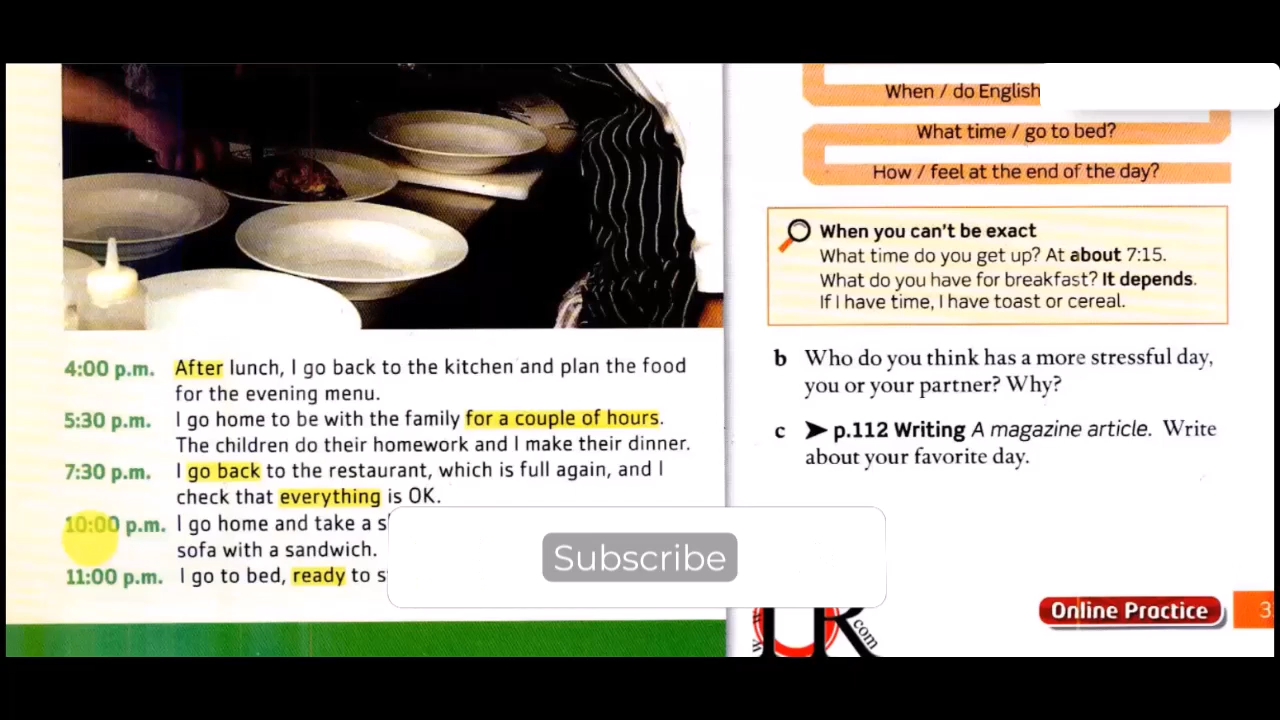 4:00 p.m. After lunch, I go back to the kitchen and plan the food
for the evening menu.
5:30 p.m. I go home to be with the family for a couple of hours.
The children do their homework and I make their dinner.
7:30 p.m. I go back to the restaurant, which is full again, and I
check that everything is OK.
10:00 p.m. I go home and take a
sofa with a sandwich.
11:00 p.m. I go to bed, ready to
Subscribe
When / do English
What time / go to bed?
How / feel at the end of the day?
When you can't be exact
What time do you get up? At about 7:15.
What do you have for breakfast? It depends.
If I have time, I have toast or cereal.
b Who do you think has a more stressful day,
you or your partner? Why?
c ➤ p.112 Writing A magazine article. Write
about your favorite day.
Online Practice
com